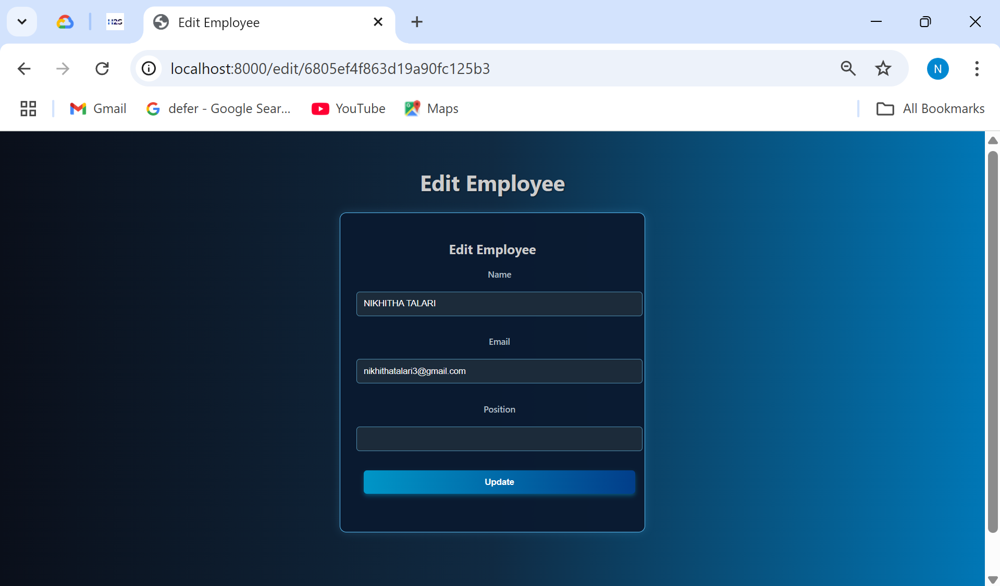 H2S
Edit Employee
localhost:8000/edit/6805ef4f863d19a90fc125b3
N
Gmail
defer - Google Sear...
YouTube
Maps
All Bookmarks
Edit Employee
Edit Employee
Name
NIKHITHA TALARI
Email
nikhithatalari3@gmail.com
Position
Update